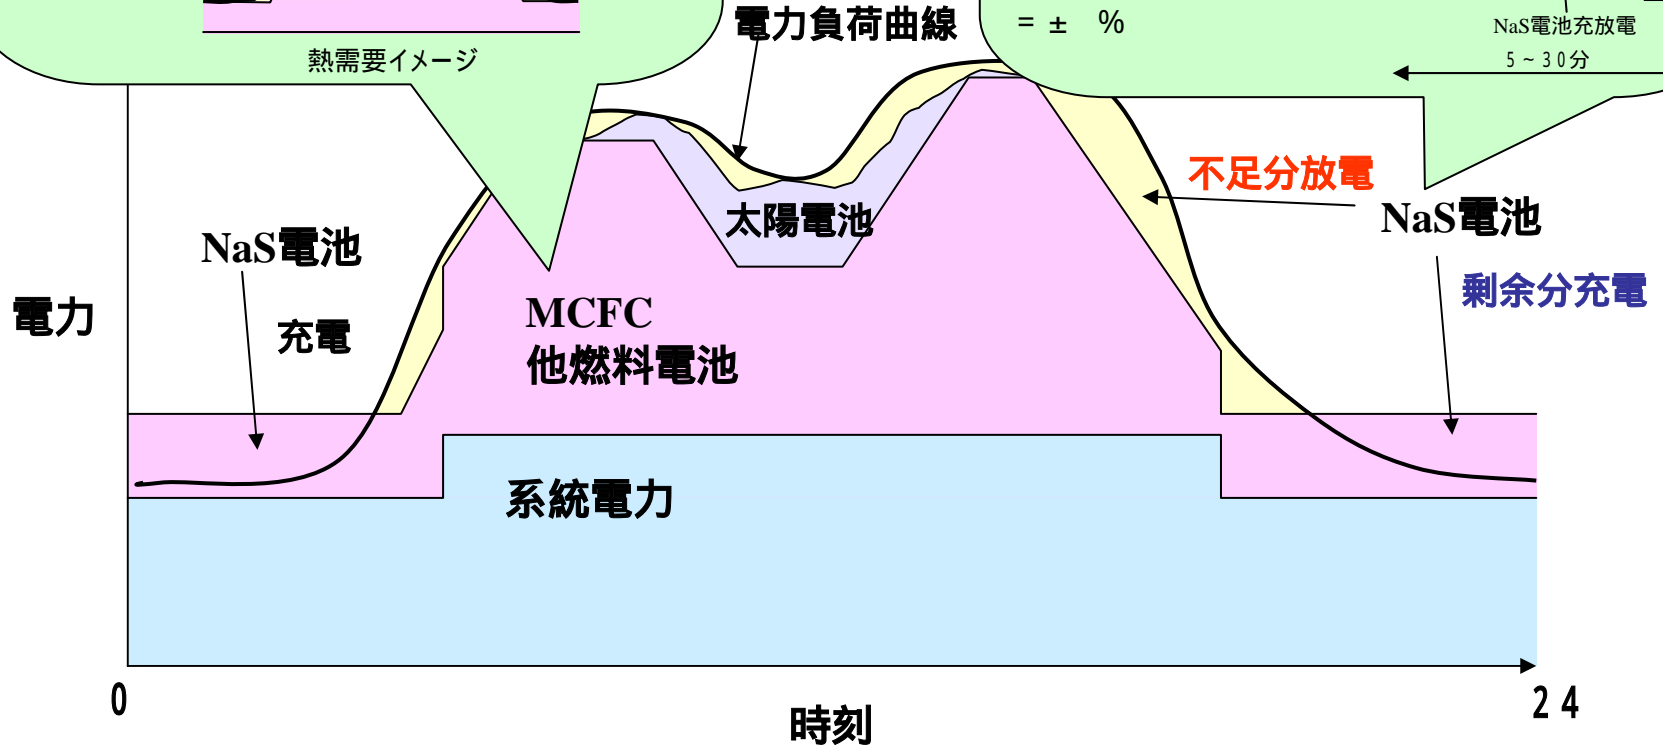 電力負荷曲線
= ± %
NaS電池充放電
5~30分
熱需要イメージ
不足分放電
NaS電池
剰余分充電
太陽電池
NaS電池
充電
電力
MCFC
他燃料電池
系統電力
0
24
時刻